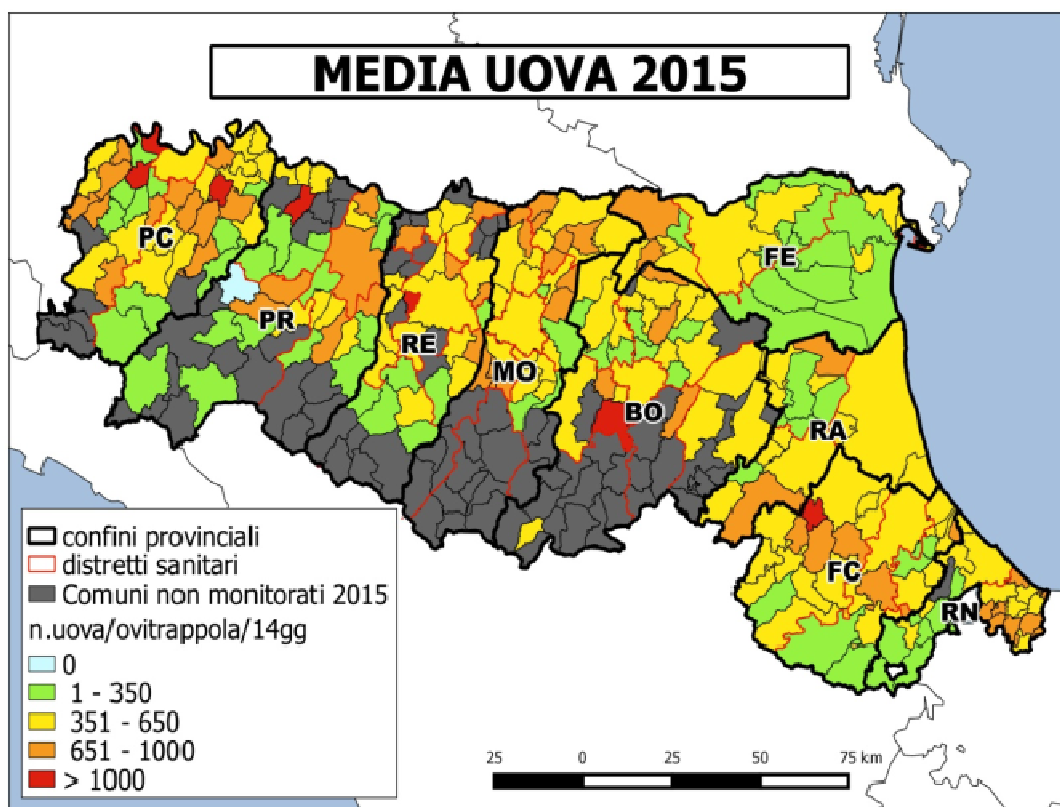 MEDIA UOVA 2015
PC
FE
PR
RE
MO
BO
RA
FC
RN
confini provinciali
distretti sanitari
Comuni non monitorati 2015
n.uova/ovitrappola/14gg
0
1 - 350
351 - 650
651 - 1000
> 1000
25 0 25 50 75 km